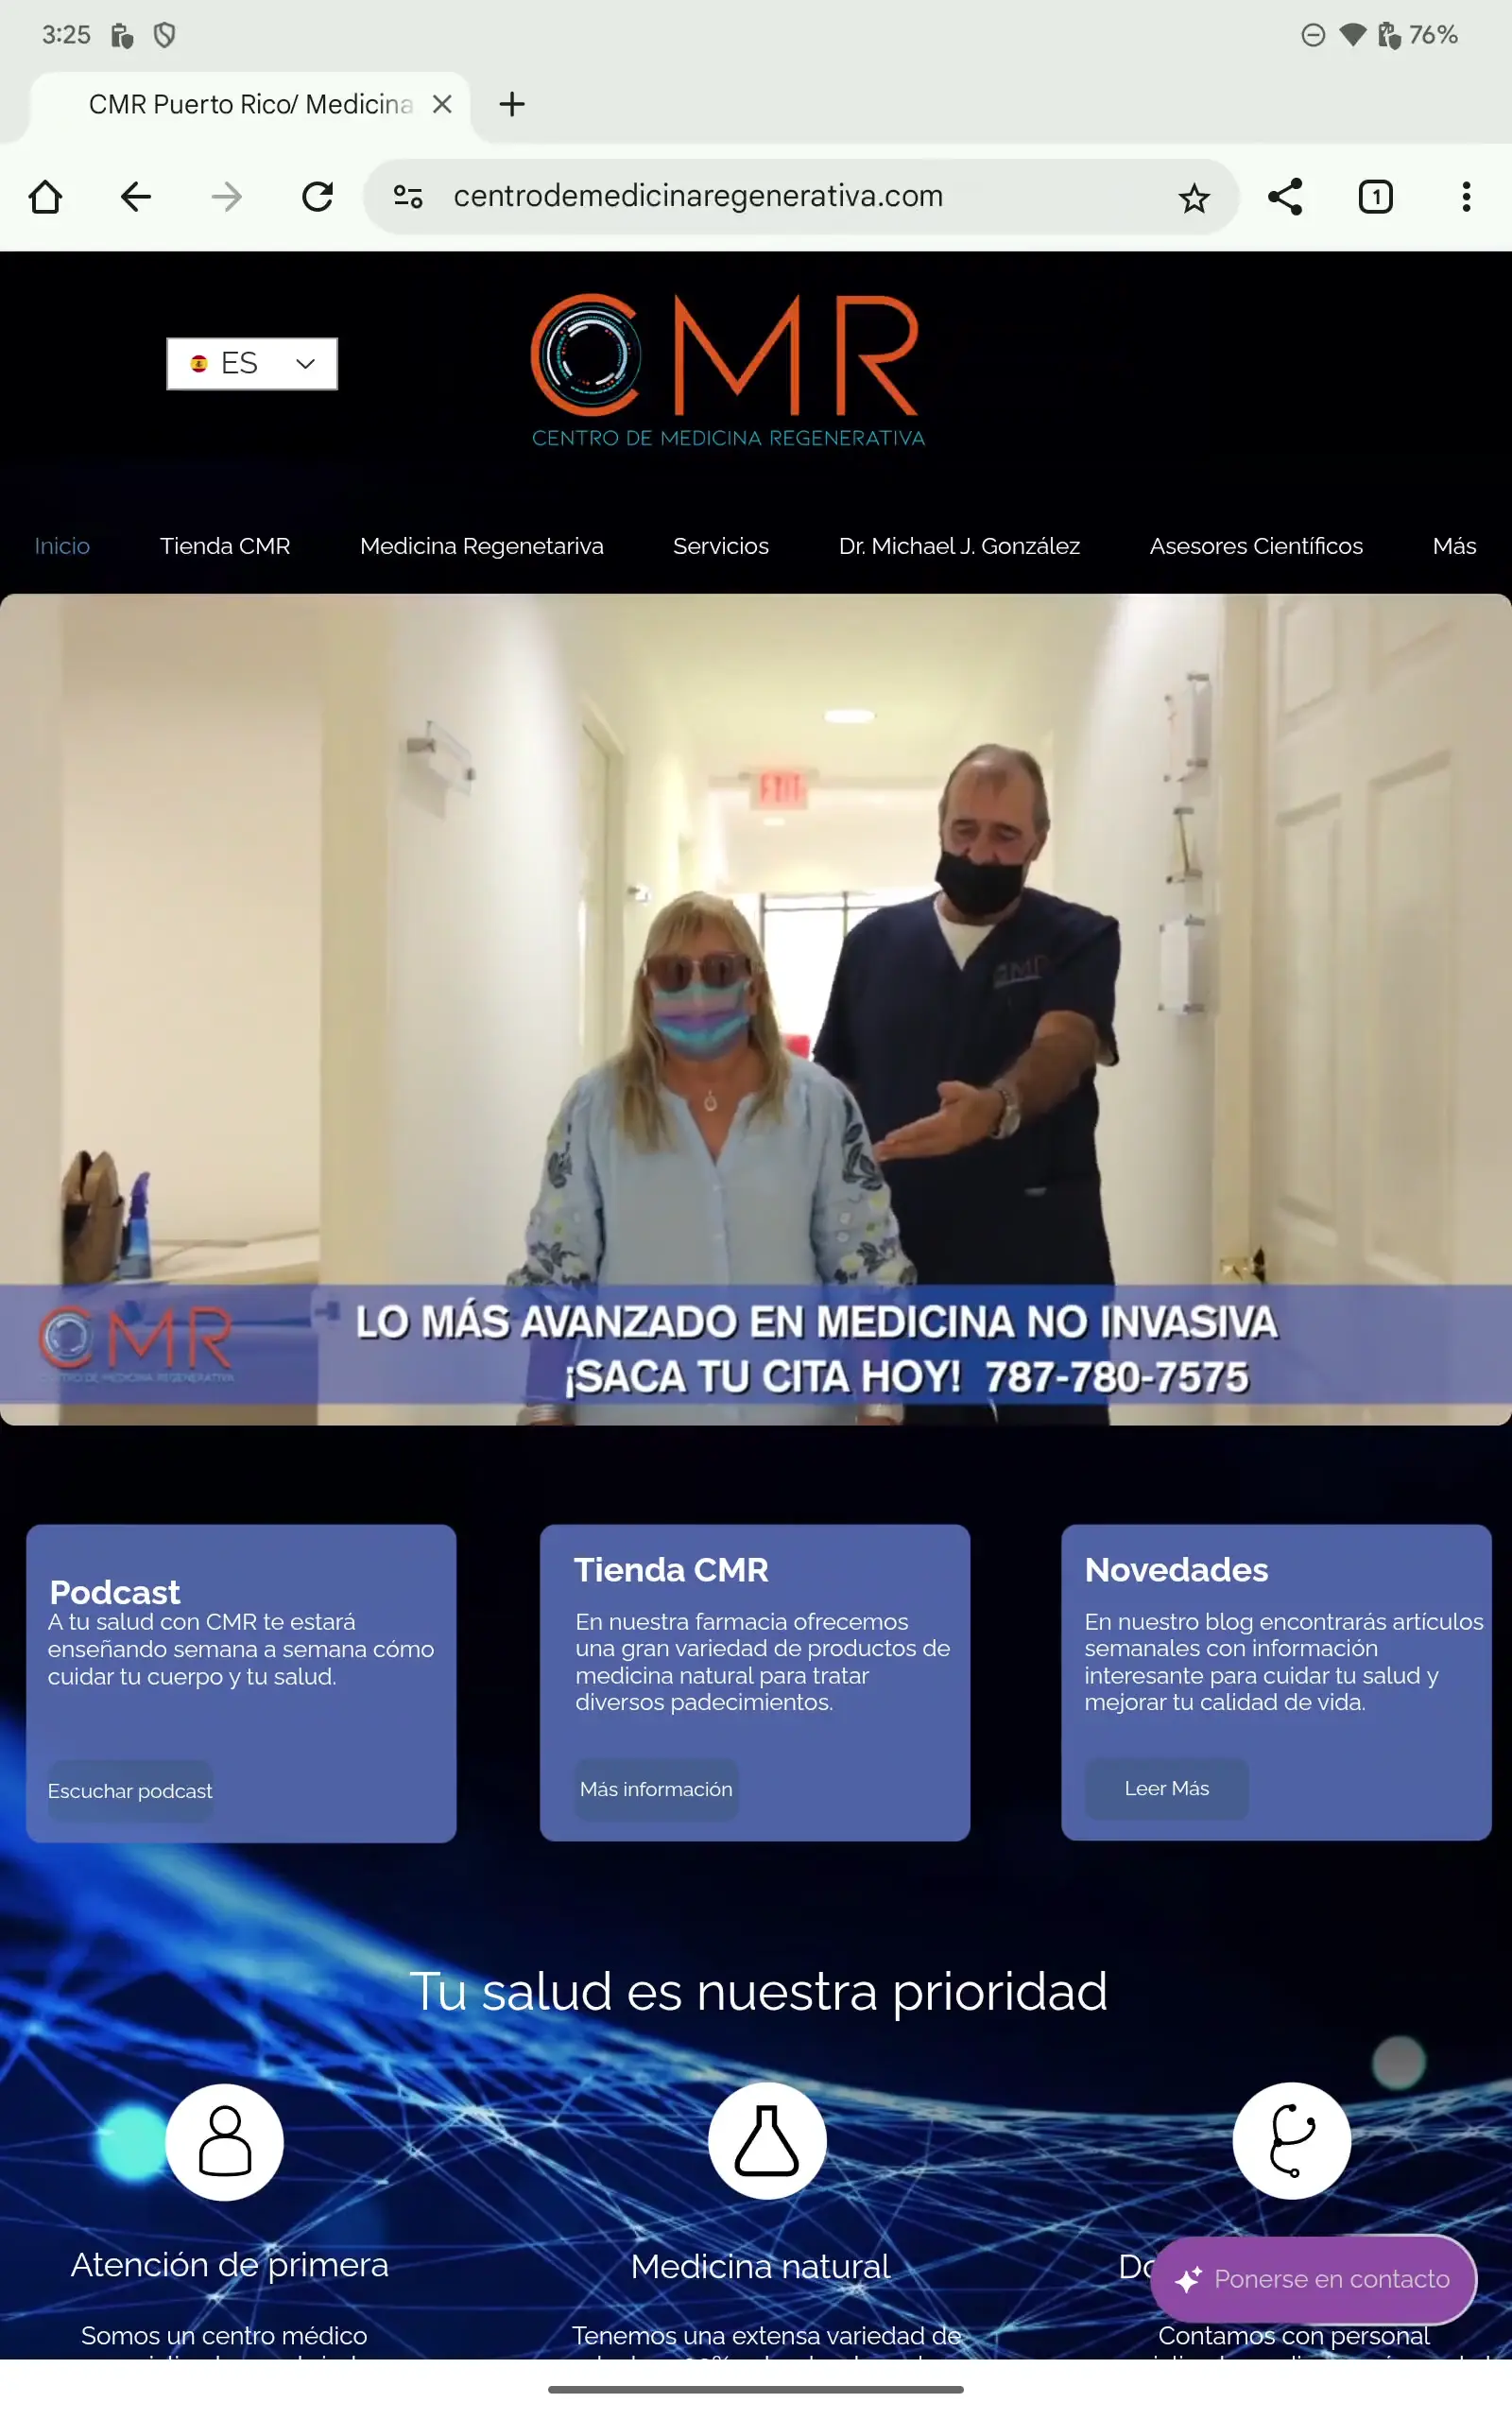 3:25
76%
CMR Puerto Rico/ Medicina
centrodemedicinaregenerativa.com
1
ES
CMR
CENTRO DE MEDICINA REGENERATIVA
Inicio
Tienda CMR
Medicina Regenetariva
Servicios
Dr. Michael J. González
Asesores Científicos
Más
EXIT
CMR
CMR
CENTRO DE MEDICINA REGENERATIVA
LO MÁS AVANZADO EN MEDICINA NO INVASIVA
¡SACA TU CITA HOY! 787-780-7575
Podcast
A tu salud con CMR te estará
enseñando semana a semana cómo
cuidar tu cuerpo y tu salud.
Escuchar podcast
Tienda CMR
En nuestra farmacia ofrecemos
una gran variedad de productos de
medicina natural para tratar
diversos padecimientos.
Más información
Novedades
En nuestro blog encontrarás artículos
semanales con información
interesante para cuidar tu salud y
mejorar tu calidad de vida.
Leer Más
Tu salud es nuestra prioridad
Atención de primera
Somos un centro médico
Medicina natural
Tenemos una extensa variedad de
Ponerse en contacto
Contamos con personal